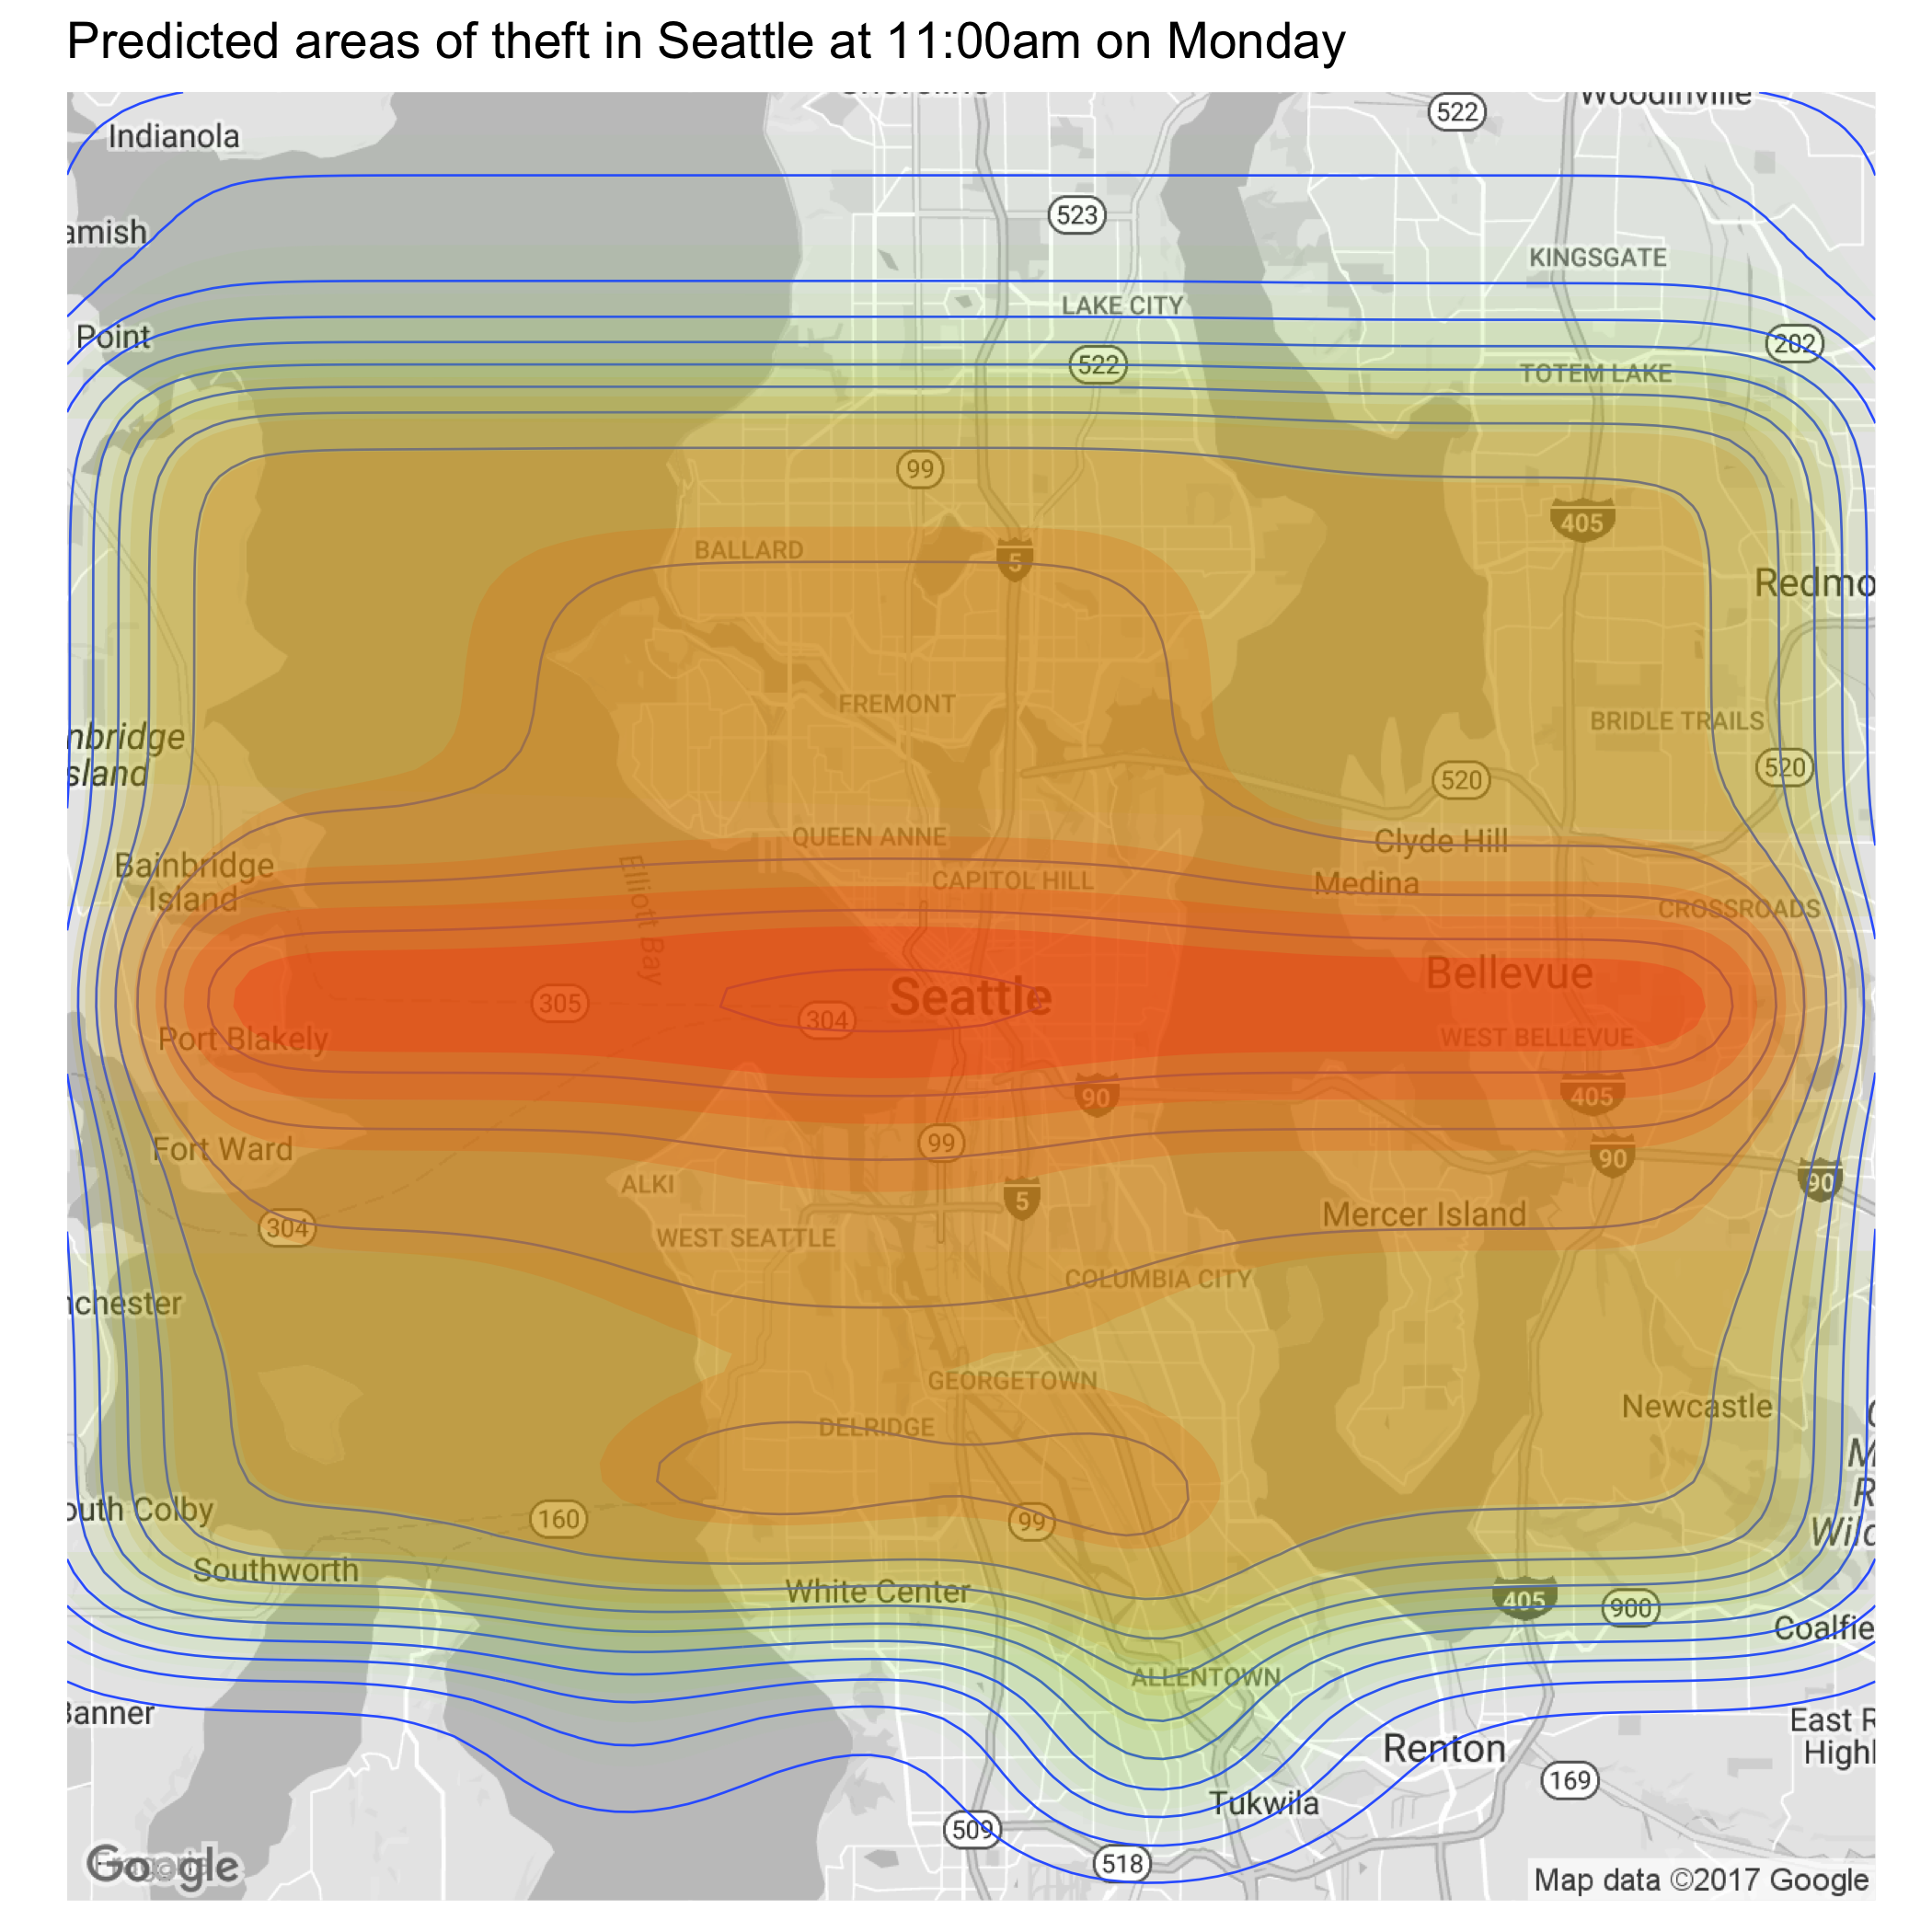 Predicted areas of theft in Seattle at 11:00am on Monday
Woodinville
522
Indianola
523
amish
KINGSGATE
LAKE CITY
Point
202
522
TOTEM LAKE
99
405
BALLARD
5
Redmo
FREMONT
BRIDLE TRAILS
nbridge
sland
520
520
QUEEN ANNE
Clyde Hill
Bainbridge
Island
Elliott Bay
CAPITOL HILL
Medina
CROSSROADS
Bellevue
Seattle
305
304
Port Blakely
WEST BELLEVUE
90
405
99
Fort Ward
90
90
ALKI
5
304
WEST SEATTLE
Mercer Island
COLUMBIA CITY
nchester
GEORGETOWN
Newcastle
DELRIDGE
M
R
outh Colby
160
99
Wild
Southworth
White Center
405
900
Coalfie
ALLENTOWN
Banner
East R
Highl
Renton
169
Tukwila
509
518
Google
Map data ©2017 Google